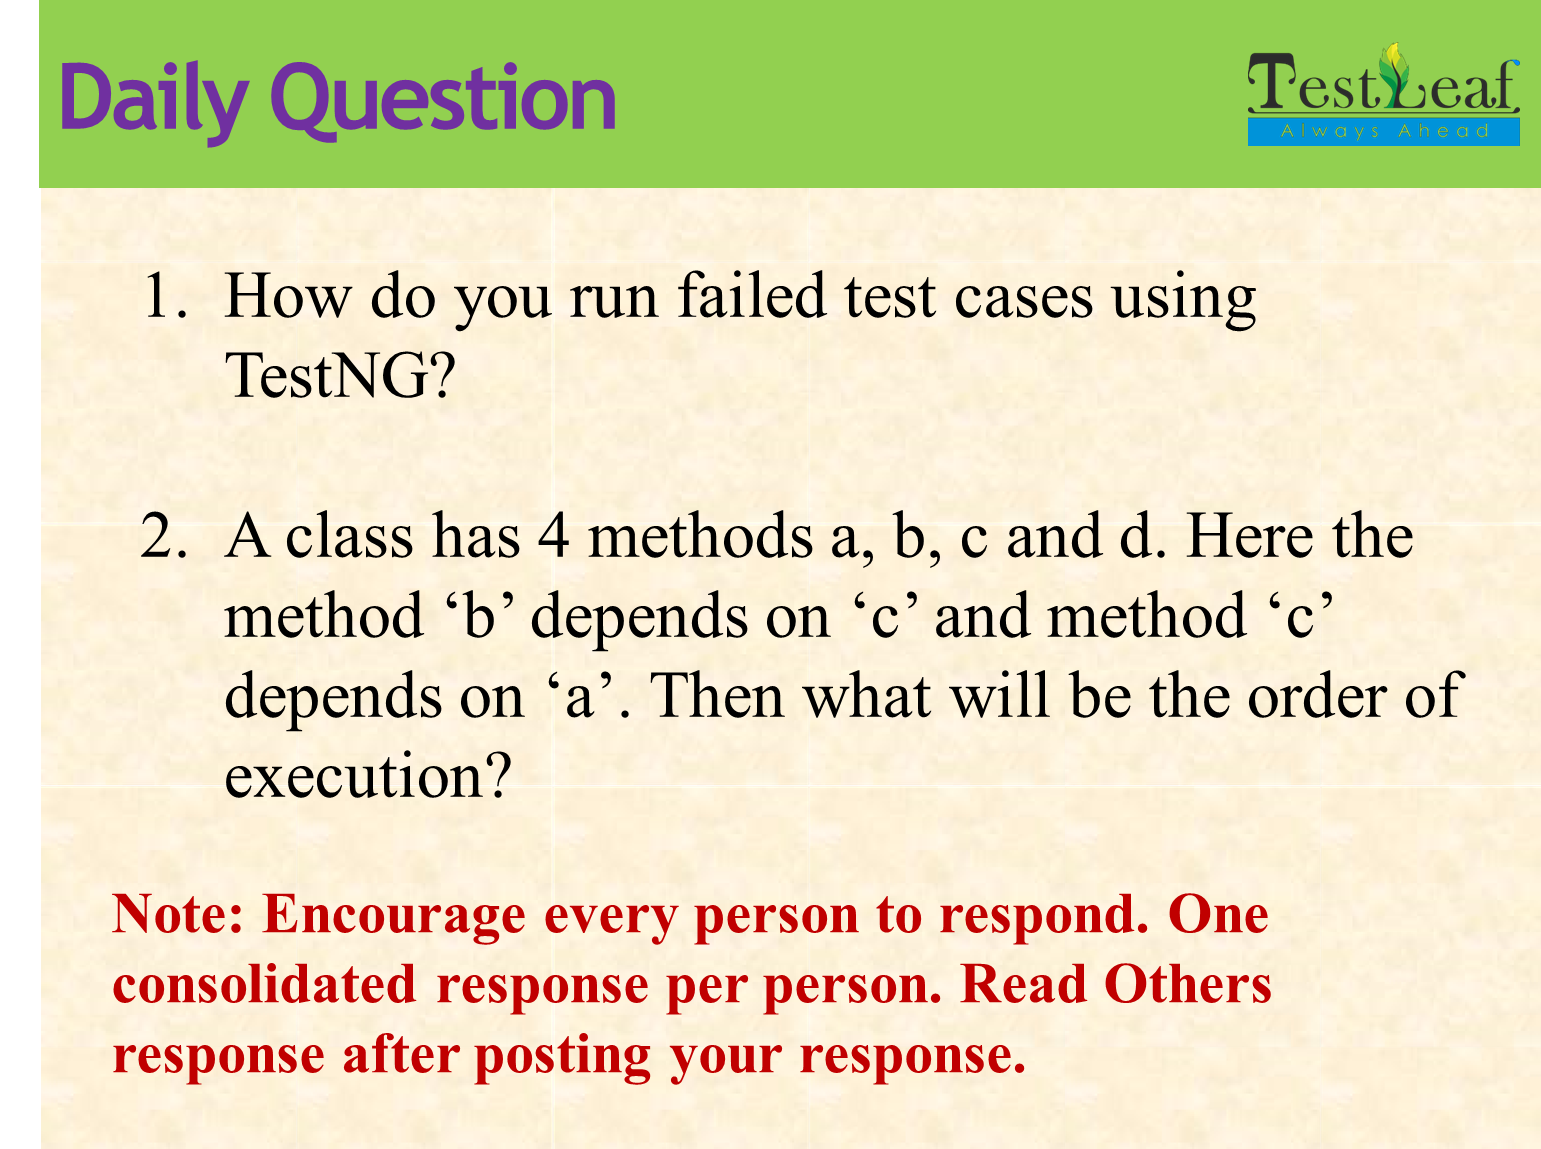 Daily Question
TestLeaf
Always Ahead
1. How do you run failed test cases using
TestNG?
2. A class has 4 methods a, b, c and d. Here the
method ‘b’ depends on ‘c’ and method ‘c’
depends on ‘a’. Then what will be the order of
execution?
Note: Encourage every person to respond. One
consolidated response per person. Read Others
response after posting your response.